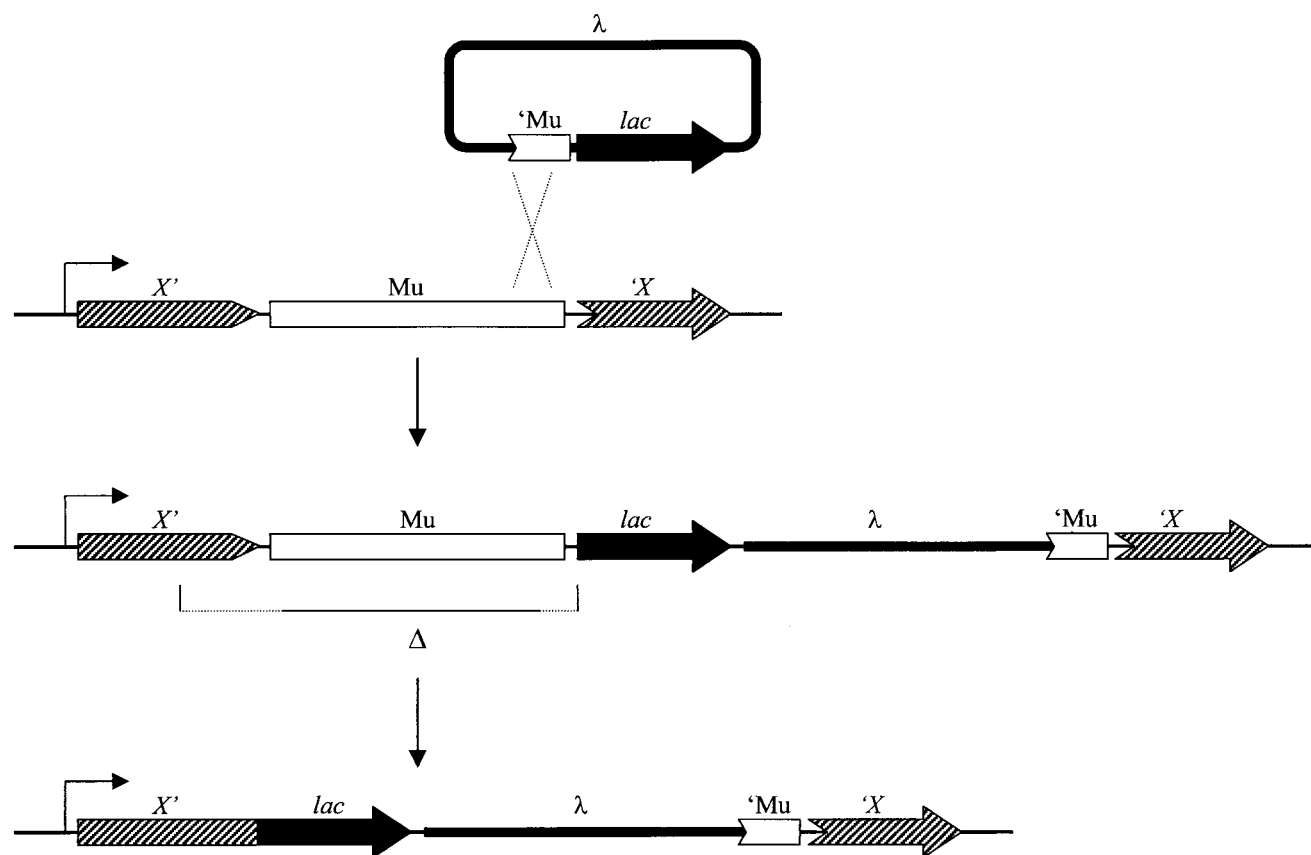 λ
‘Mu lac
X’ Mu ‘X
X’ Mu lac λ ‘Mu ‘X
Δ
X’ lac λ ‘Mu ‘X